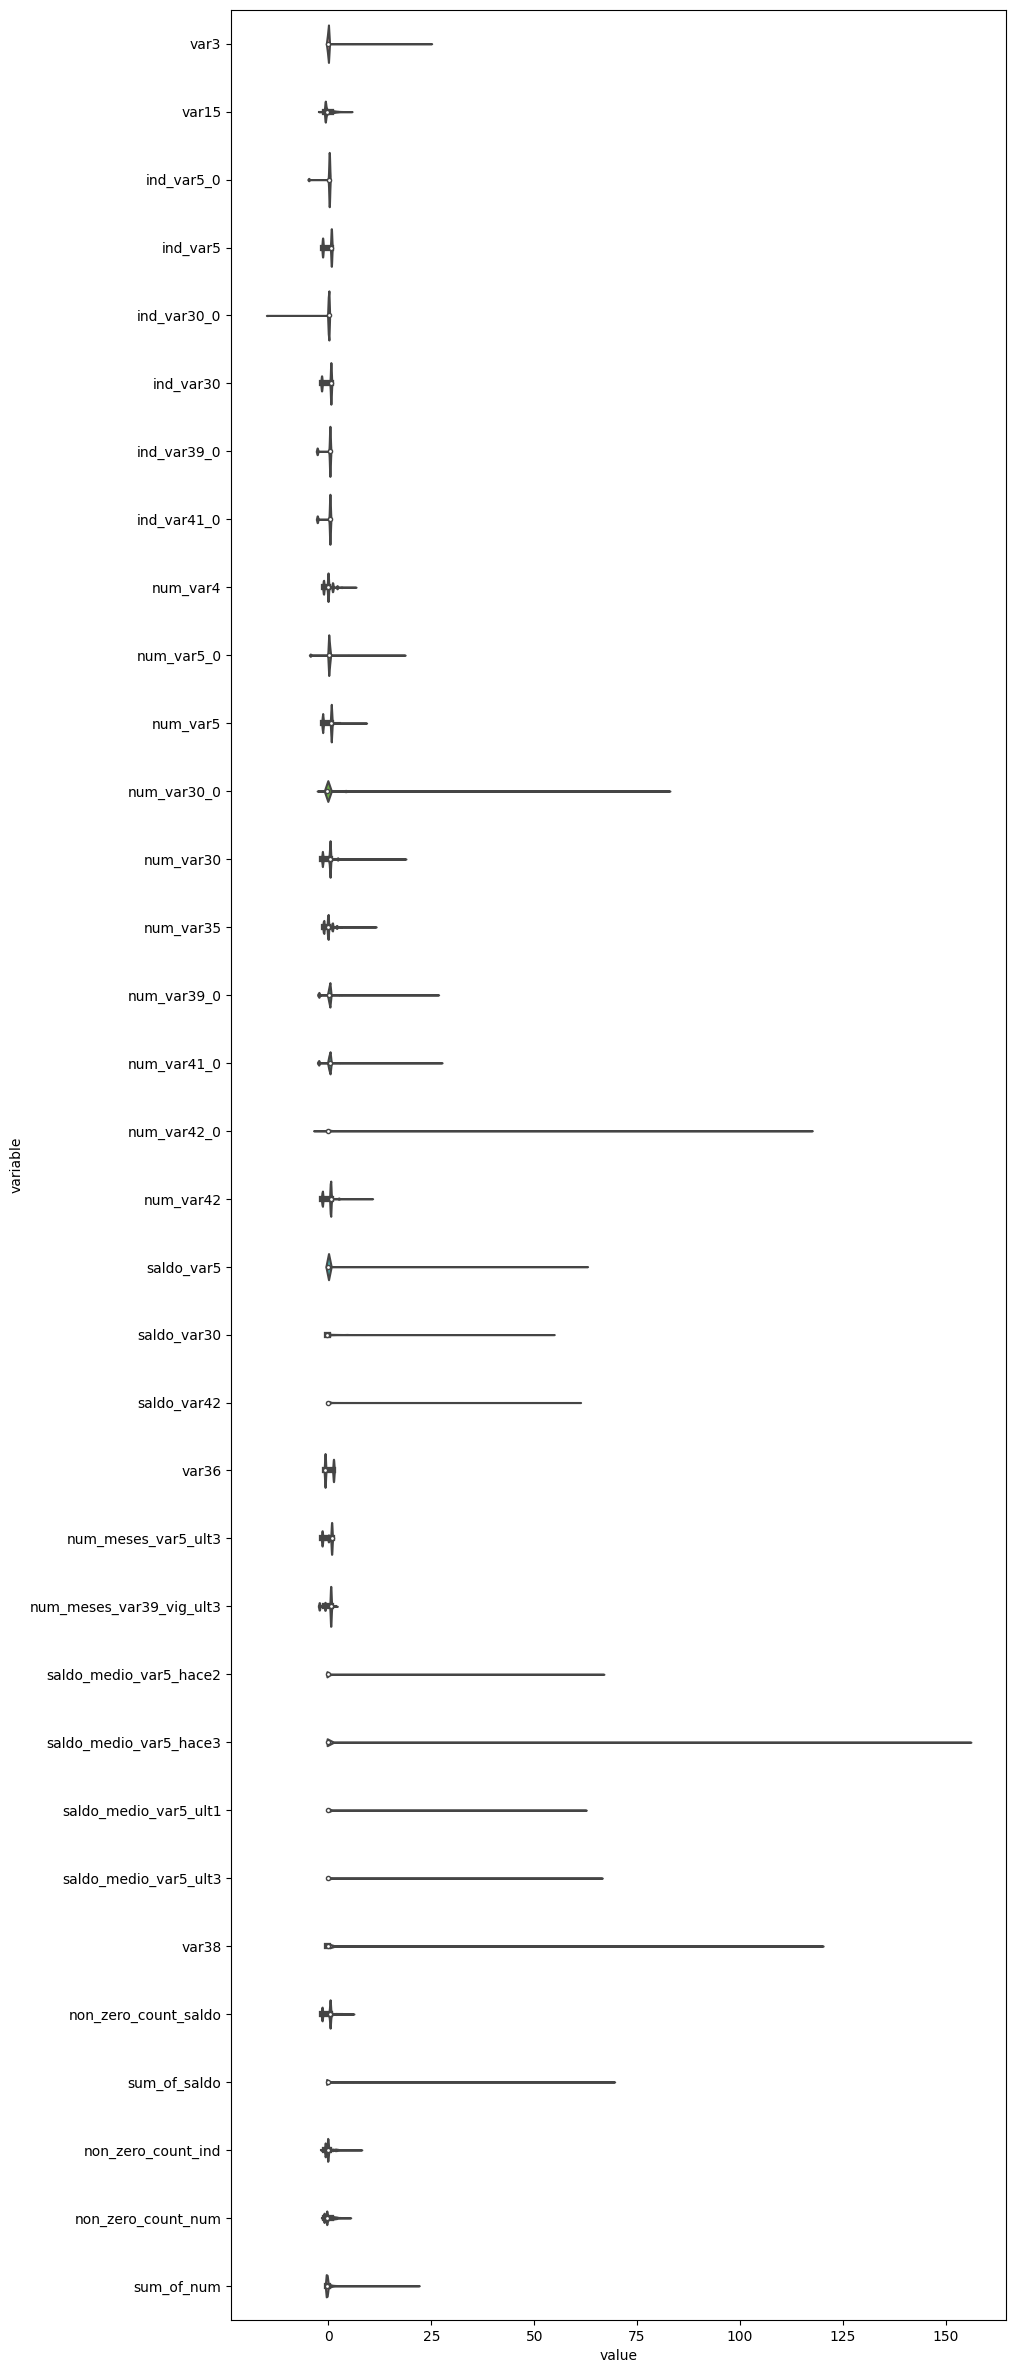 var3
var15
ind_var5_0
ind_var5
ind_var30_0
ind_var30
ind_var39_0
ind_var41_0
num_var4
num_var5_0
num_var5
num_var30_0
num_var30
num_var35
num_var39_0
num_var41_0
num_var42_0
num_var42
saldo_var5
saldo_var30
saldo_var42
var36
num_meses_var5_ult3
num_meses_var39_vig_ult3
saldo_medio_var5_hace2
saldo_medio_var5_hace3
saldo_medio_var5_ult1
saldo_medio_var5_ult3
var38
non_zero_count_saldo
sum_of_saldo
non_zero_count_ind
non_zero_count_num
sum_of_num
variable
0 25 50 75 100 125 150
value